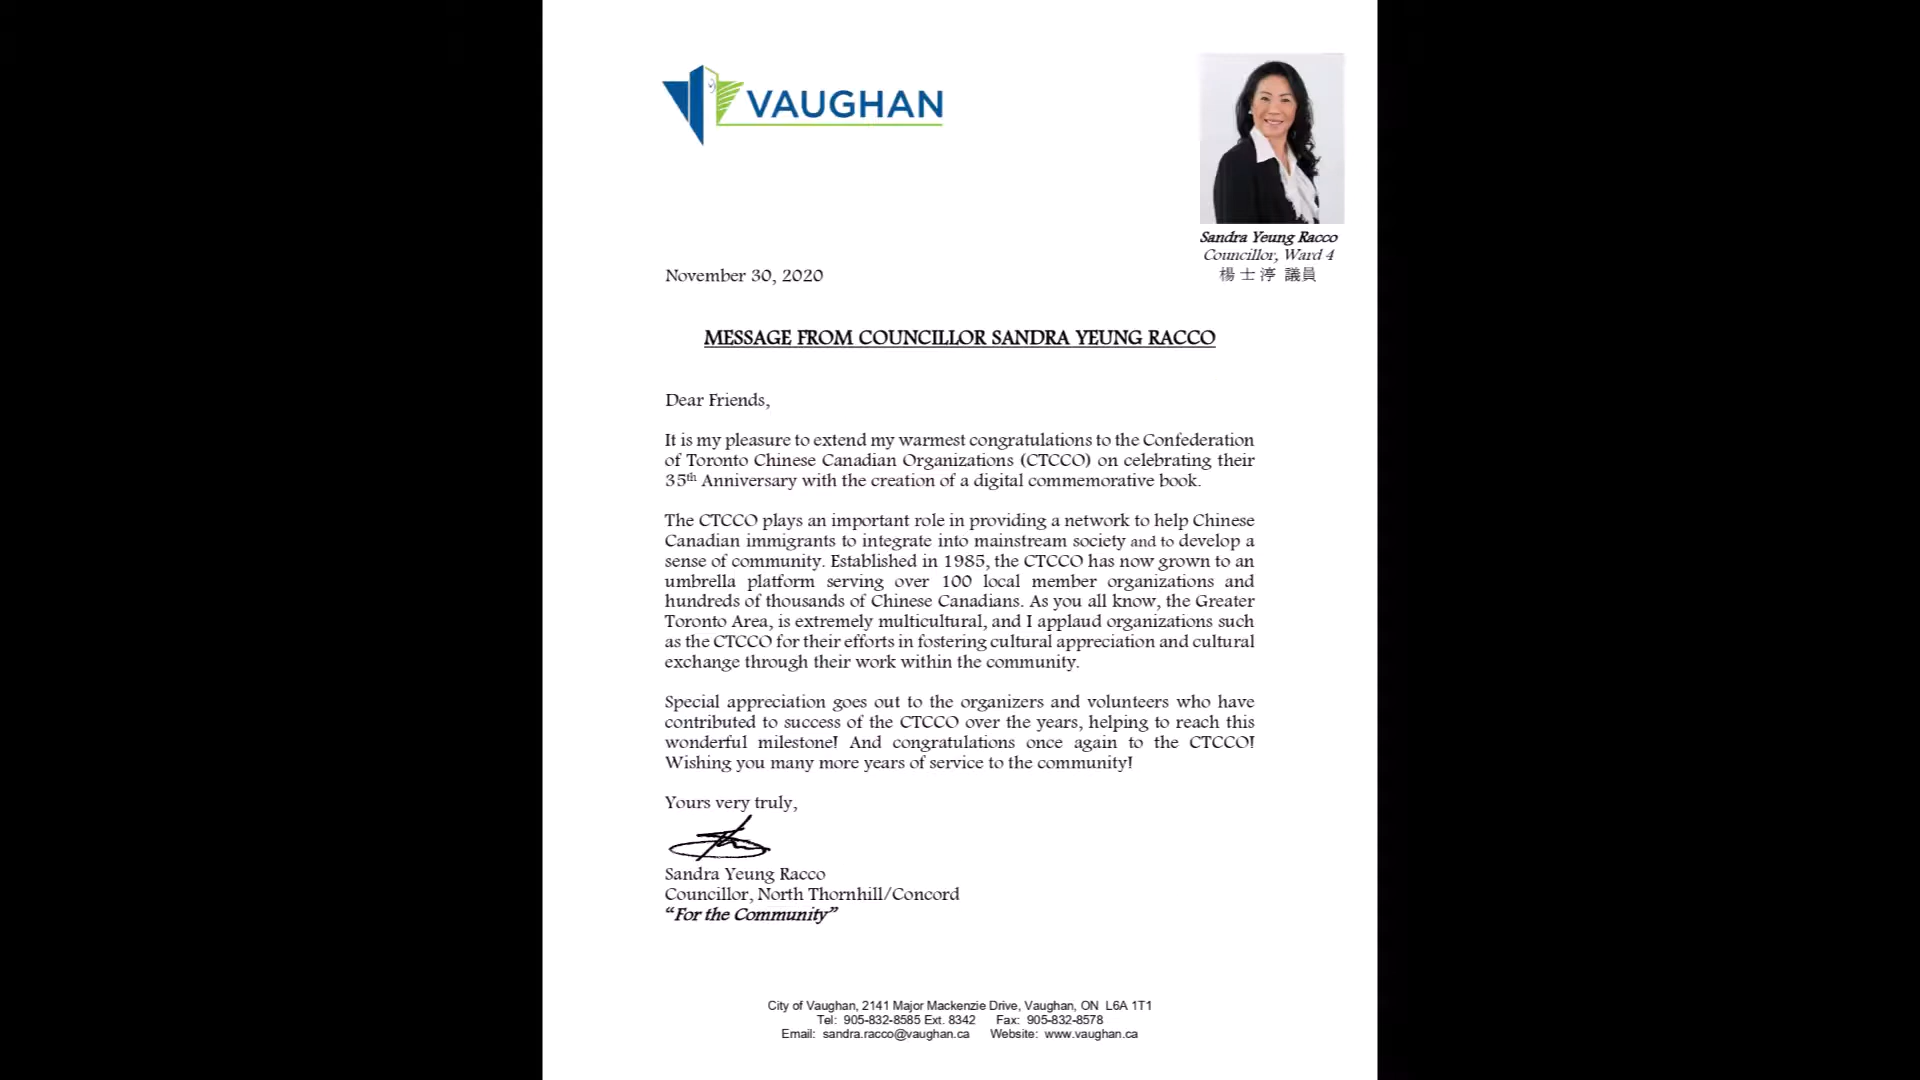 VAUGHAN
Sandra Yeung Racco
Councillor, Ward 4
楊 士 渟 議員
November 30, 2020
MESSAGE FROM COUNCILLOR SANDRA YEUNG RACCO
Dear Friends,
It is my pleasure to extend my warmest congratulations to the Confederation
of Toronto Chinese Canadian Organizations (CTCCO) on celebrating their
35th Anniversary with the creation of a digital commemorative book.
The CTCCO plays an important role in providing a network to help Chinese
Canadian immigrants to integrate into mainstream society and to develop a
sense of community. Established in 1985, the CTCCO has now grown to an
umbrella platform serving over 100 local member organizations and
hundreds of thousands of Chinese Canadians. As you all know, the Greater
Toronto Area, is extremely multicultural, and I applaud organizations such
as the CTCCO for their efforts in fostering cultural appreciation and cultural
exchange through their work within the community.
Special appreciation goes out to the organizers and volunteers who have
contributed to success of the CTCCO over the years, helping to reach this
wonderful milestone! And congratulations once again to the CTCCO!
Wishing you many more years of service to the community!
Yours very truly,
Sandra Yeung Racco
Councillor, North Thornhill/Concord
“For the Community”
City of Vaughan, 2141 Major Mackenzie Drive, Vaughan, ON L6A 1T1
Tel: 905-832-8585 Ext. 8342 Fax: 905-832-8578
Email: sandra.racco@vaughan.ca Website: www.vaughan.ca